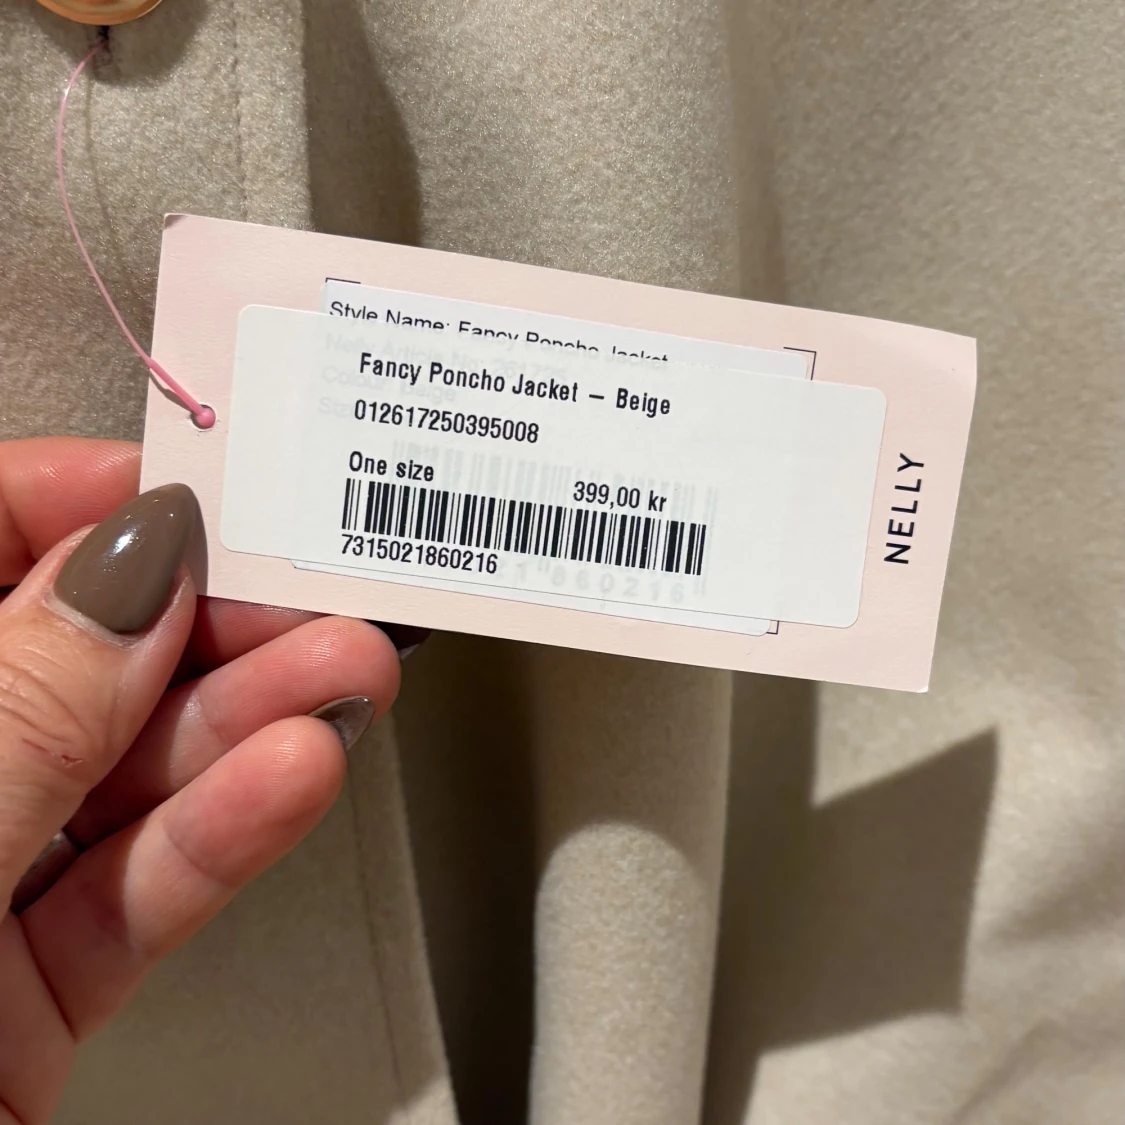 Style Name: Fancy Poncho Jacket
Fancy Poncho Jacket – Beige
012617250395008
One size
399,00 kr
7315021860216
NELLY